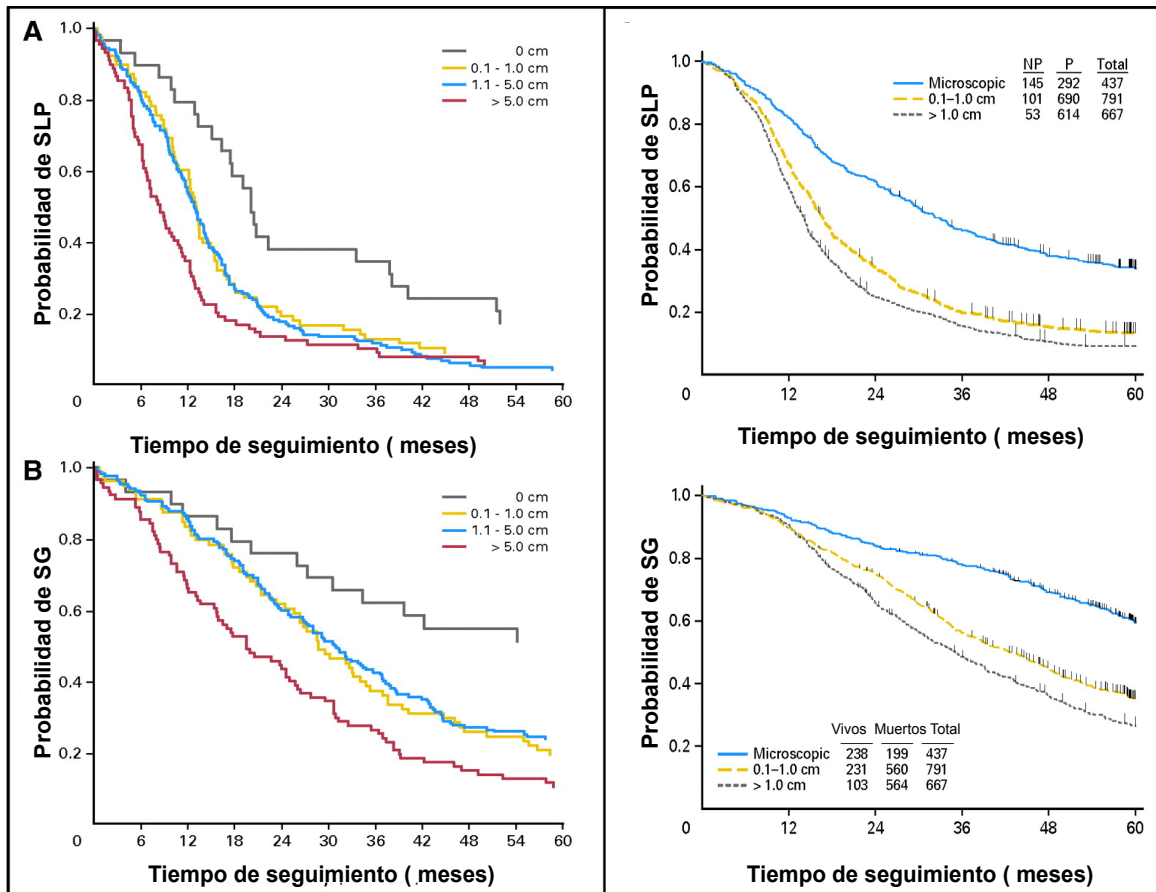 A
1.0
0.8
0.6
0.4
0.2
Probabilidad de SLP
0 cm
0.1 - 1.0 cm
1.1 - 5.0 cm
> 5.0 cm
6 12 18 24 30 36 42 48 54 60
Tiempo de seguimiento ( meses)
1.0
0.8
0.6
0.4
0.2
0
Probabilidad de SLP
NP P Total
Microscopic 145 292 437
0.1–1.0 cm 101 690 791
> 1.0 cm 53 614 667
12 24 36 48 60
Tiempo de seguimiento ( meses)
B
1.0
0.8
0.6
0.4
0.2
0
Probabilidad de SG
0 cm
0.1 - 1.0 cm
1.1 - 5.0 cm
> 5.0 cm
6 12 18 24 30 36 42 48 54 60
Tiempo de seguimiento ( meses)
1.0
0.8
0.6
0.4
0.2
0
Probabilidad de SG
Vivos Muertos Total
Microscopic 238 199 437
0.1–1.0 cm 231 560 791
> 1.0 cm 103 564 667
12 24 36 48 60
Tiempo de seguimiento ( meses)